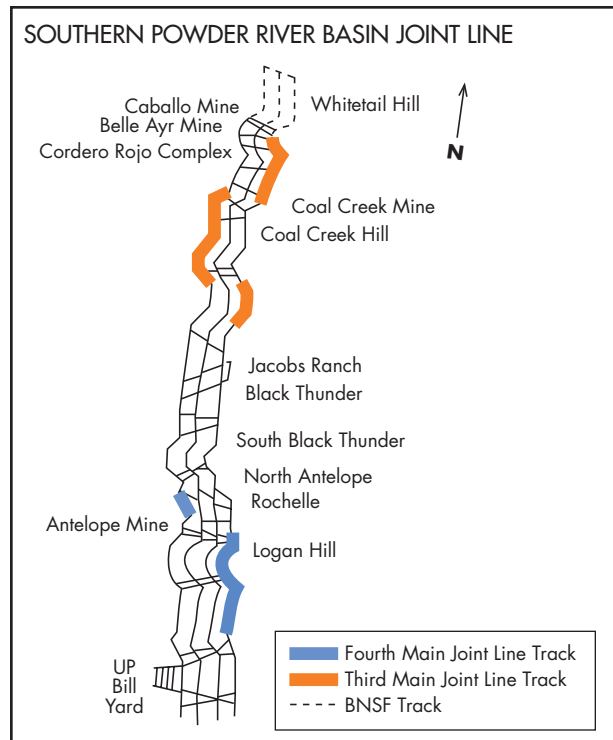 SOUTHERN POWDER RIVER BASIN JOINT LINE
Caballo Mine
Whitetail Hill
Belle Ayr Mine
Cordero Rojo Complex
N
Coal Creek Mine
Coal Creek Hill
Jacobs Ranch
Black Thunder
South Black Thunder
North Antelope
Rochelle
Antelope Mine
Logan Hill
UP
Bill
Yard
Fourth Main Joint Line Track
Third Main Joint Line Track
BNSF Track